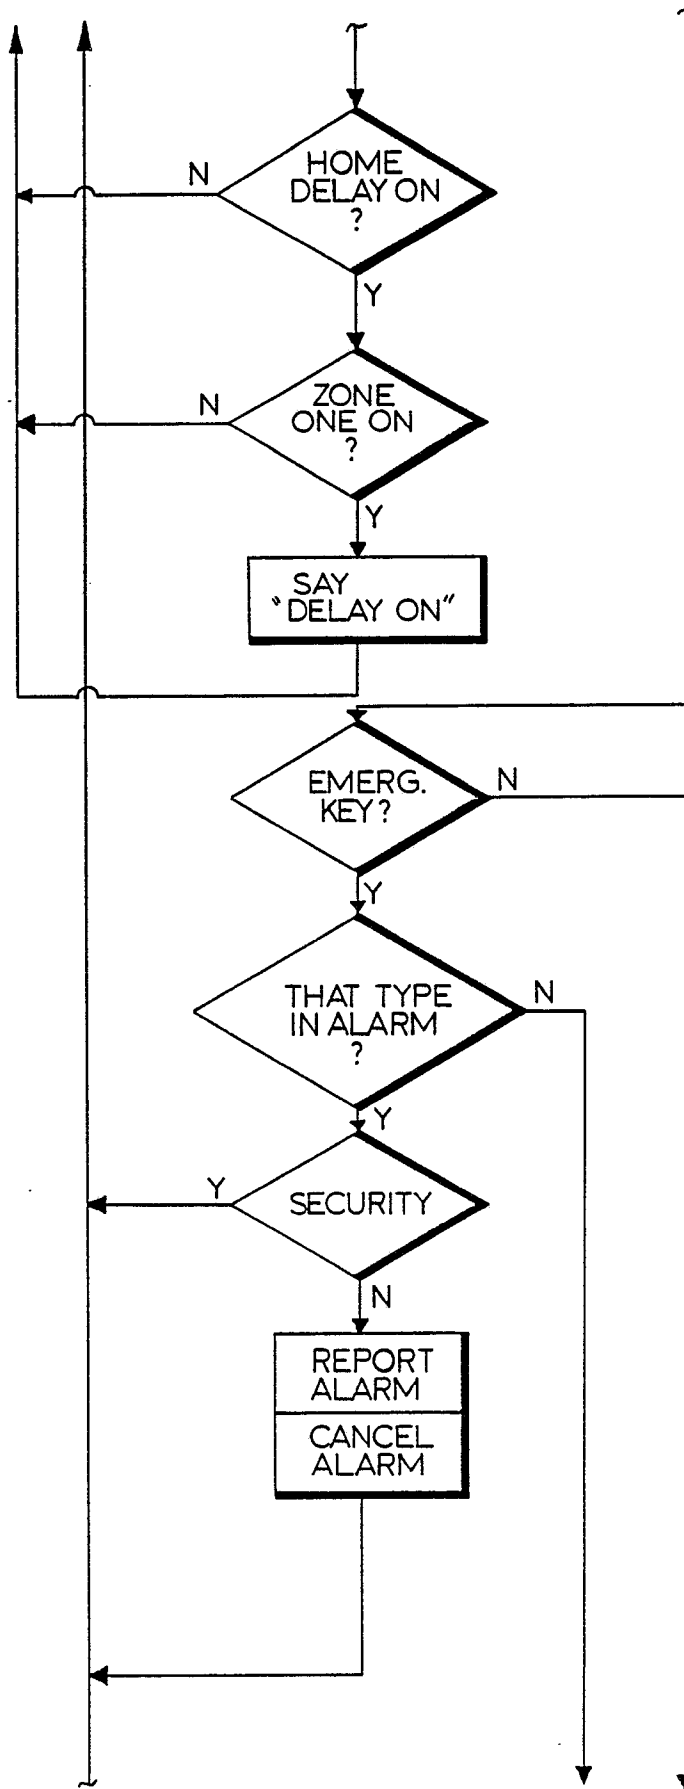 HOME
DELAY ON
?
N
Y
ZONE
ONE ON
?
N
Y
SAY
"DELAY ON"
EMERG.
KEY?
N
Y
THAT TYPE
IN ALARM
?
N
Y
SECURITY
Y
N
REPORT
ALARM
CANCEL
ALARM